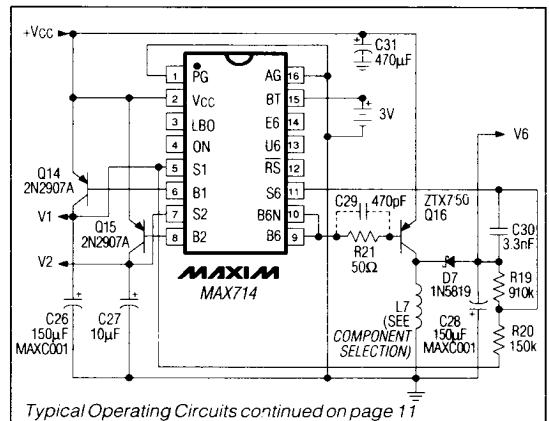 +VCC
C31
470µF
1 PG AG 16
2 VCC BT 15
3V
3 LBO E6 14
4 ON U6 13
5 S1 RS 12
6 B1 S6 11
7 S2 B6N 10
8 B2 B6 9
Q14
2N2907A
V1
Q15
2N2907A
V2
C26
150µF
MAXC001
C27
10µF
MAXIM
MAX714
C29
470pF
R21
50Ω
ZTX750
Q16
V6
C30
3.3nF
D7
1N5819
R19
910k
R20
150k
L7
(SEE
COMPONENT
SELECTION)
C28
150µF
MAXC001
Typical Operating Circuits continued on page 11